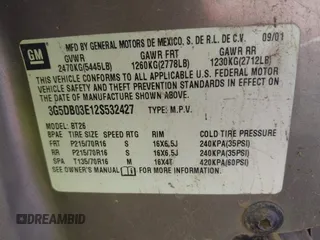 GM
MFD BY GENERAL MOTORS DE MEXICO, S. DE R.L. DE C.V. 09/01
GVWR GAWR FRT GAWR RR
2470KG(5445LB) 1260KG(2778LB) 1230KG(2712LB)
THIS VEHICLE CONFORMS TO ALL APPLICABLE U.S. FEDERAL MOTOR
VEHICLE SAFETY AND THEFT PREVENTION STANDARDS IN EFFECT ON
THE DATE OF MANUFACTURE SHOWN ABOVE.
3G5DB03E12S532427 TYPE: M.P.V.
MODEL: BT26
BPAE TIRE SIZE SPEED RTG RIM COLD TIRE PRESSURE
FRT P215/70R16 S 16X6.5J 240KPA(35PSI)
RR P215/70R16 S 16X6.5J 240KPA(35PSI)
SPA T135/70R16 M 16X4T 420KPA(60PSI)
SEE OWNER'S MANUAL FOR ADDITIONAL INFORMATION.
DREAMBID